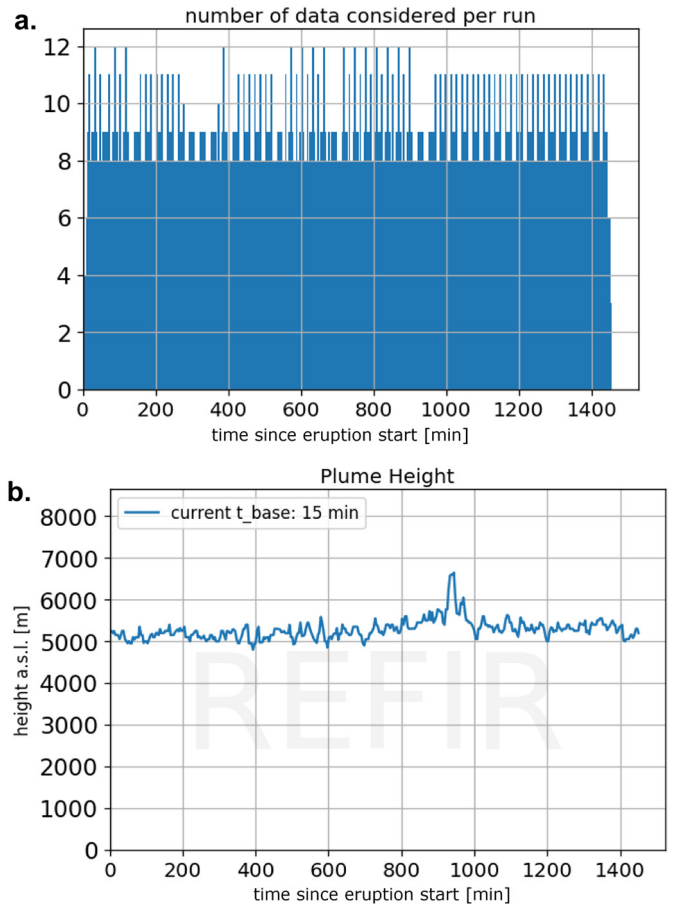 a.
number of data considered per run
12
10
8
6
4
2
0
0 200 400 600 800 1000 1200 1400
time since eruption start [min]
b.
Plume Height
current t_base: 15 min
8000
7000
6000
5000
4000
3000
2000
1000
0
height a.s.l. [m]
REFIR
0 200 400 600 800 1000 1200 1400
time since eruption start [min]